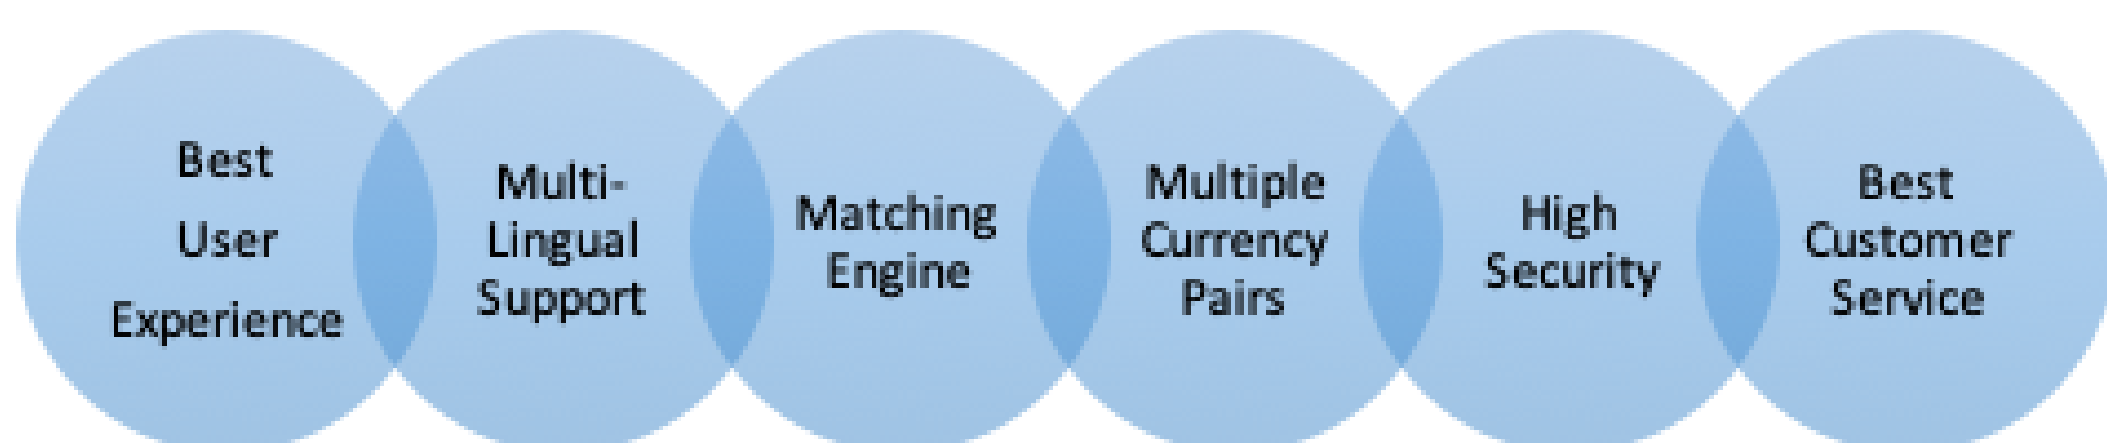 Best
User
Experience
Multi-
Lingual
Support
Matching
Engine
Multiple
Currency
Pairs
High
Security
Best
Customer
Service